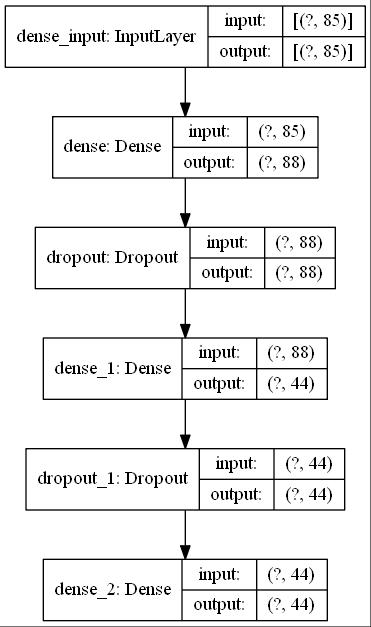 dense_input: InputLayer
input: [(?, 85)]
output: [(?, 85)]
dense: Dense
input: (?, 85)
output: (?, 88)
dropout: Dropout
input: (?, 88)
output: (?, 88)
dense_1: Dense
input: (?, 88)
output: (?, 44)
dropout_1: Dropout
input: (?, 44)
output: (?, 44)
dense_2: Dense
input: (?, 44)
output: (?, 44)